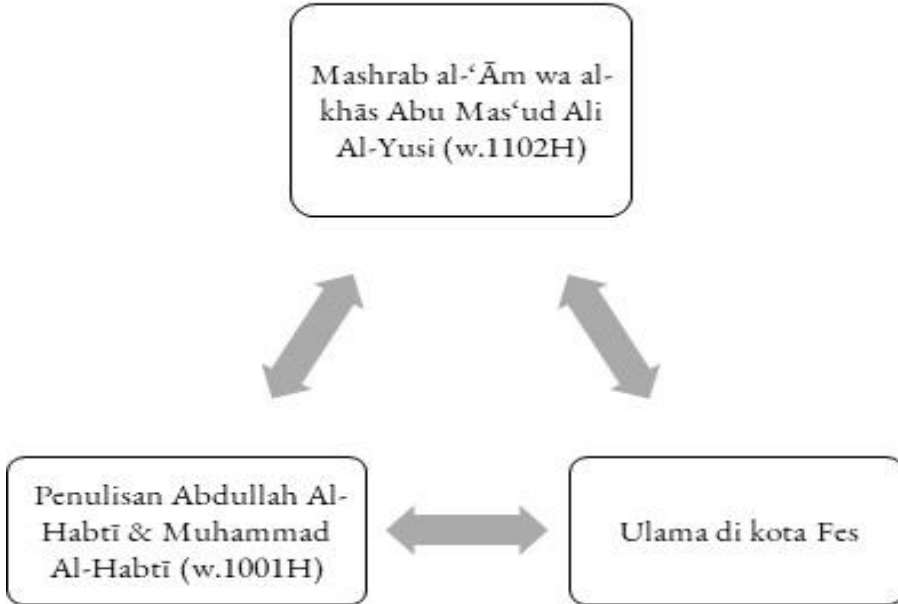 Mashrab al-‘Ām wa al-
khās Abu Mas‘ud Ali
Al-Yusi (w.1102H)
Penulisan Abdullah Al-
Habtī & Muhammad
Al-Habtī (w.1001H)
Ulama di kota Fes